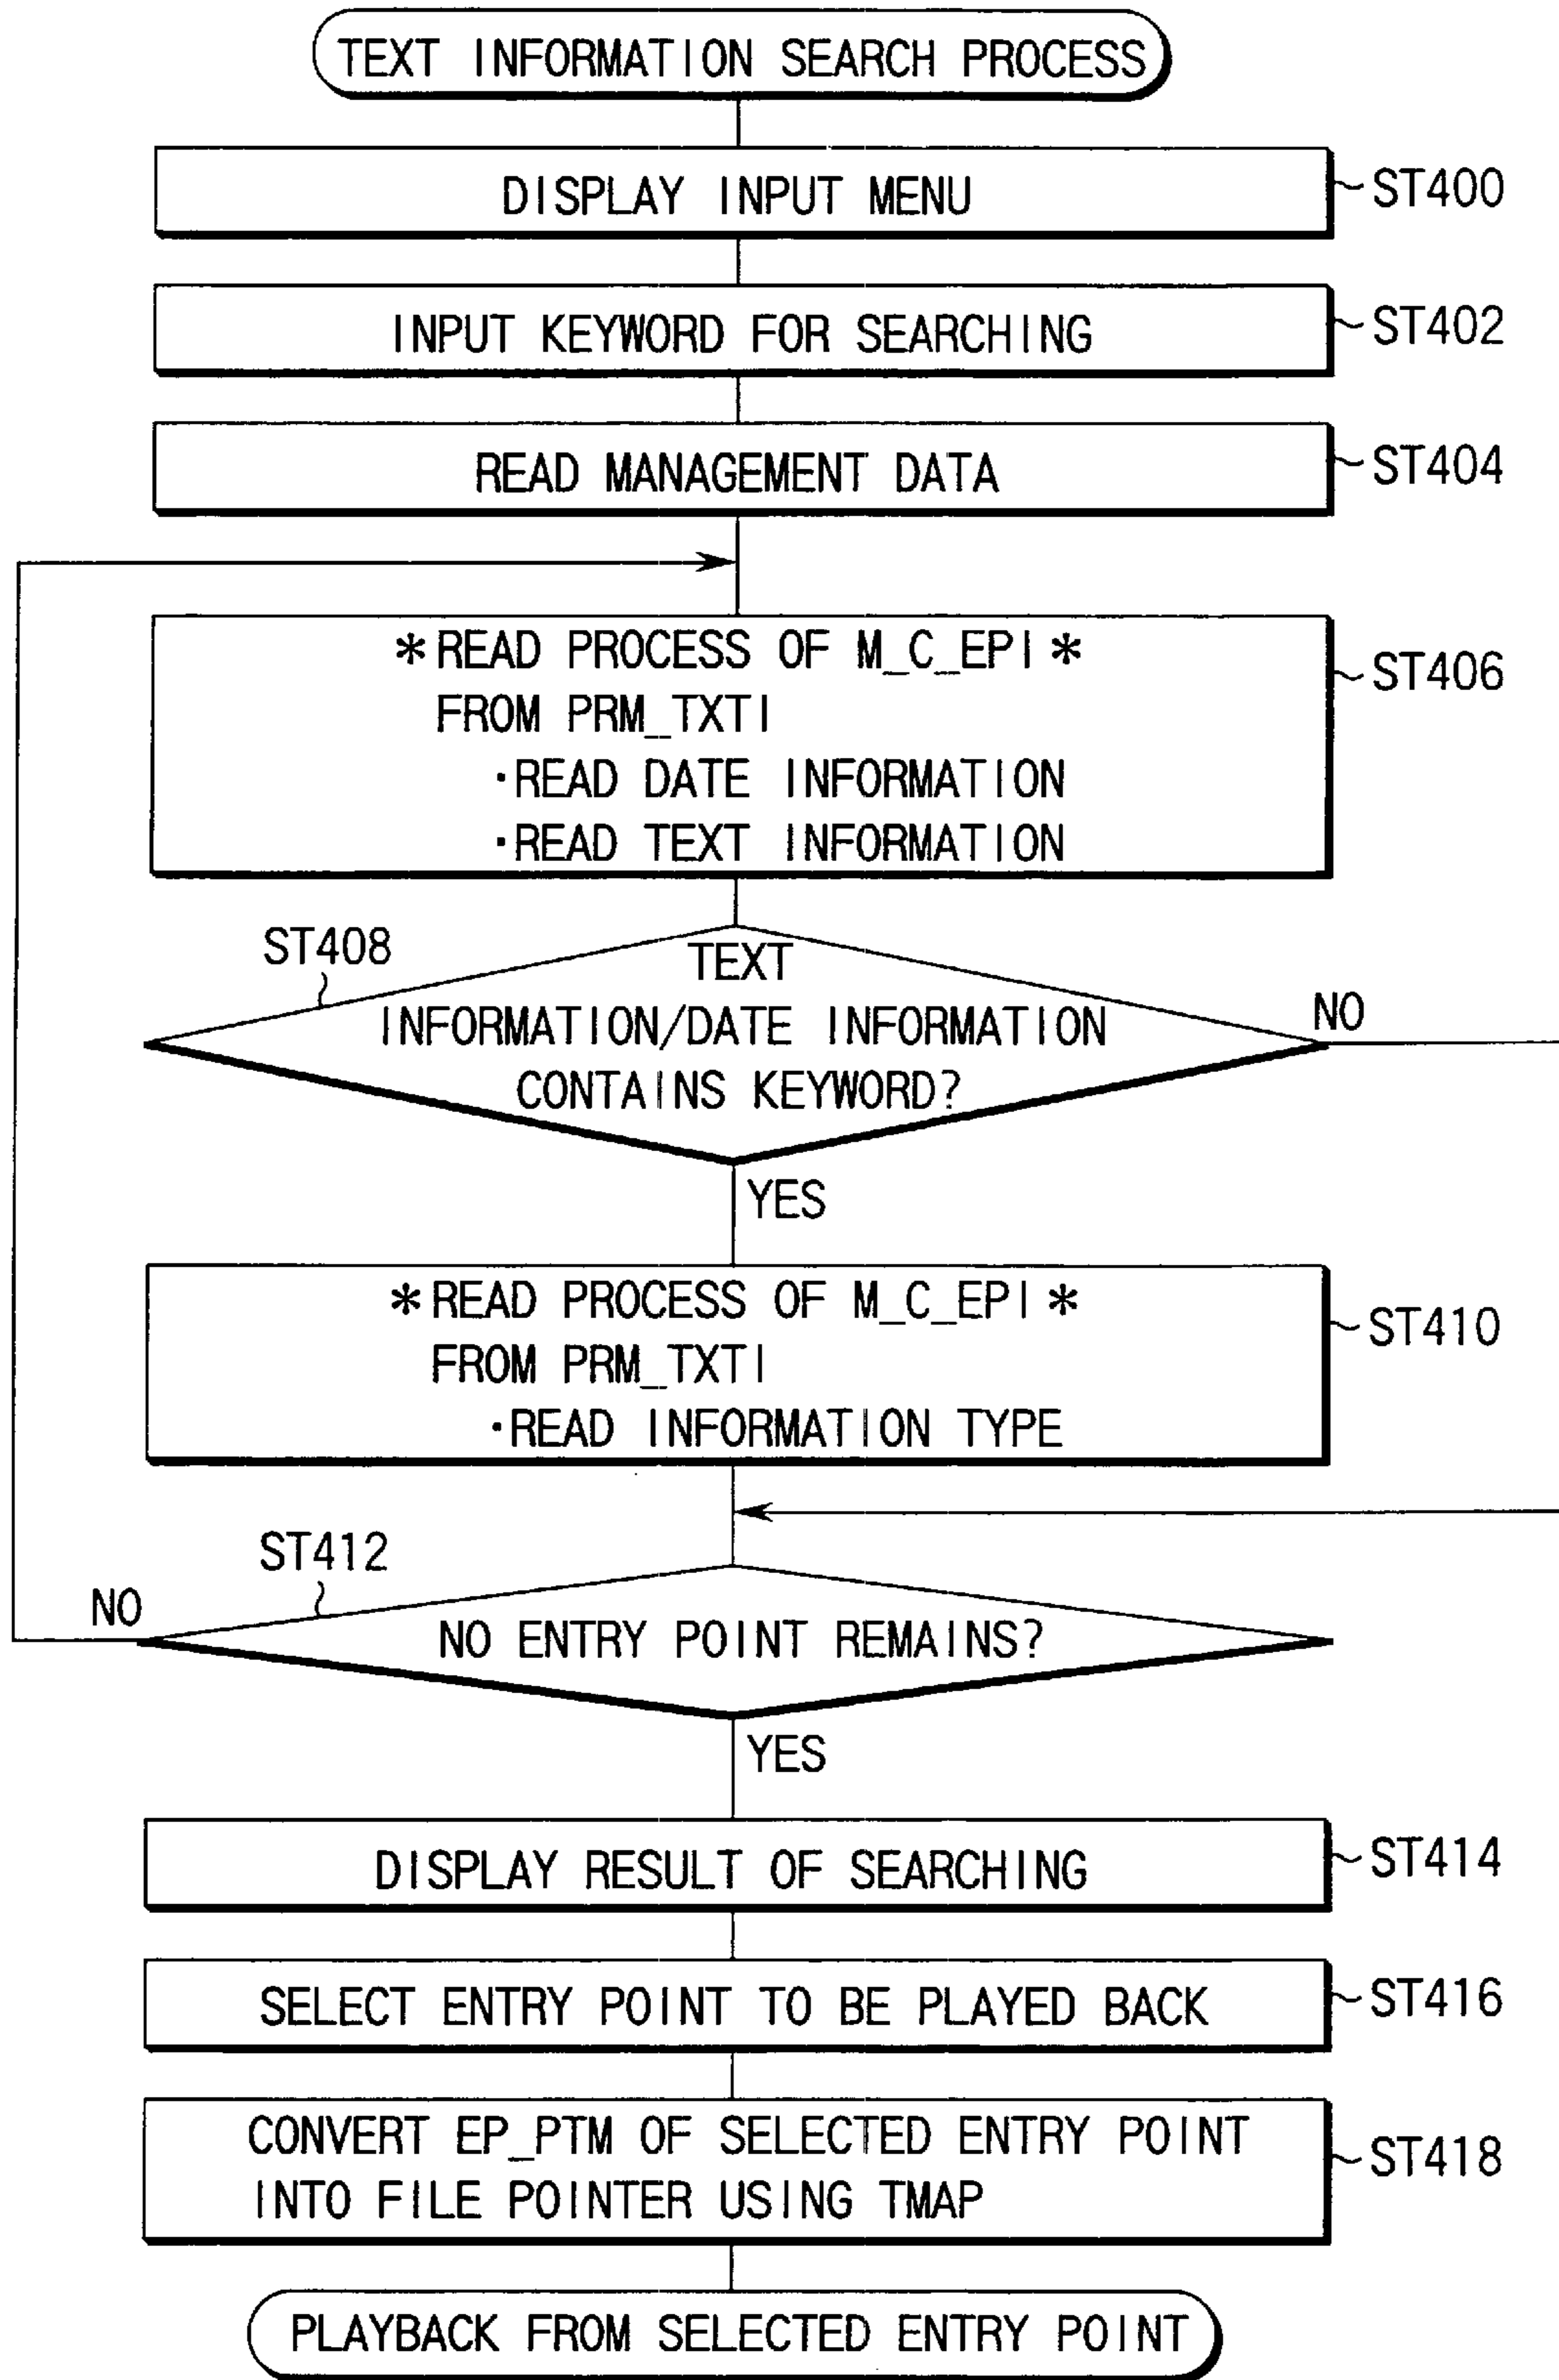 TEXT INFORMATION SEARCH PROCESS
DISPLAY INPUT MENU
ST400
INPUT KEYWORD FOR SEARCHING
ST402
READ MANAGEMENT DATA
ST404
*READ PROCESS OF M_C_EPI*
FROM PRM_TXTI
·READ DATE INFORMATION
·READ TEXT INFORMATION
ST406
ST408
TEXT
INFORMATION/DATE INFORMATION
CONTAINS KEYWORD?
NO
YES
*READ PROCESS OF M_C_EPI*
FROM PRM_TXTI
·READ INFORMATION TYPE
ST410
ST412
NO
NO ENTRY POINT REMAINS?
YES
DISPLAY RESULT OF SEARCHING
ST414
SELECT ENTRY POINT TO BE PLAYED BACK
ST416
CONVERT EP_PTM OF SELECTED ENTRY POINT
INTO FILE POINTER USING TMAP
ST418
PLAYBACK FROM SELECTED ENTRY POINT